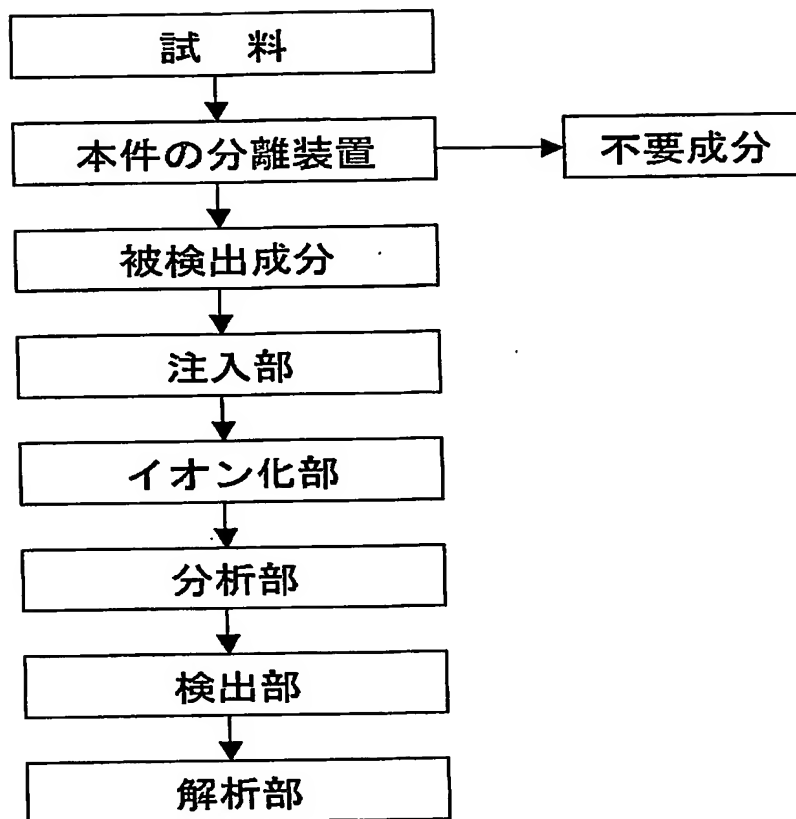 試 料
本件の分離装置
不要成分
被検出成分
注入部
イオン化部
分析部
検出部
解析部